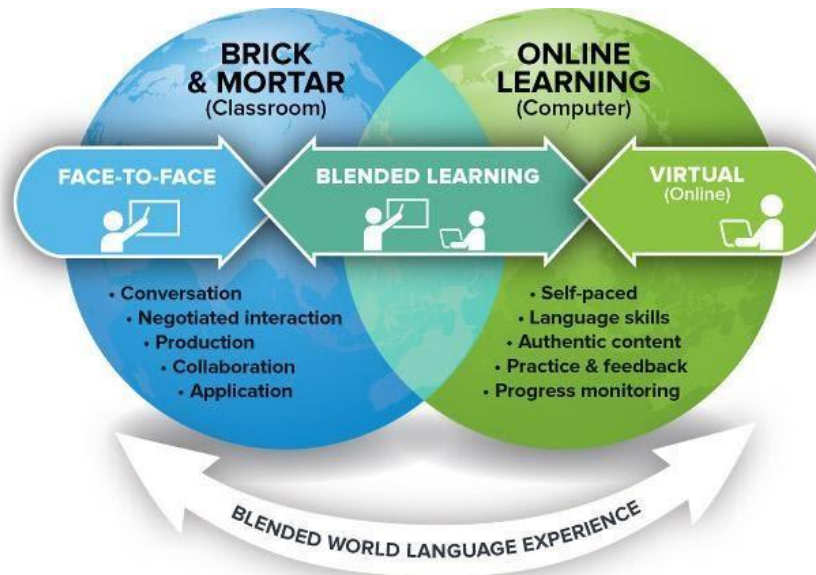 BRICK
& MORTAR
(Classroom)
ONLINE
LEARNING
(Computer)
FACE-TO-FACE
BLENDED LEARNING
VIRTUAL
(Online)
• Conversation
• Negotiated interaction
• Production
• Collaboration
• Application
• Self-paced
• Language skills
• Authentic content
• Practice & feedback
• Progress monitoring
BLENDED WORLD LANGUAGE EXPERIENCE